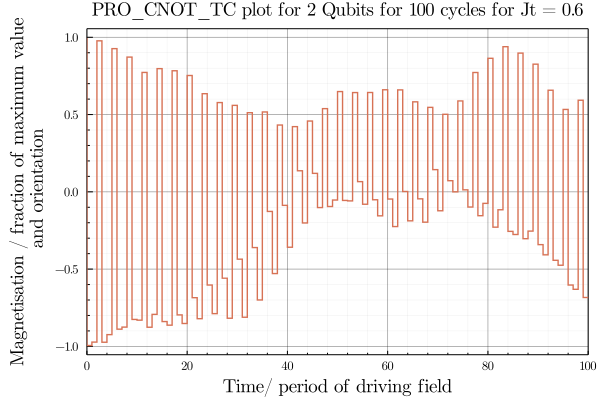 PRO_CNOT_TC plot for 2 Qubits for 100 cycles for Jt = 0.6
Magnetisation / fraction of maximum value
and orientation
1.0
0.5
0.0
−0.5
−1.0
0 20 40 60 80 100
Time/ period of driving field